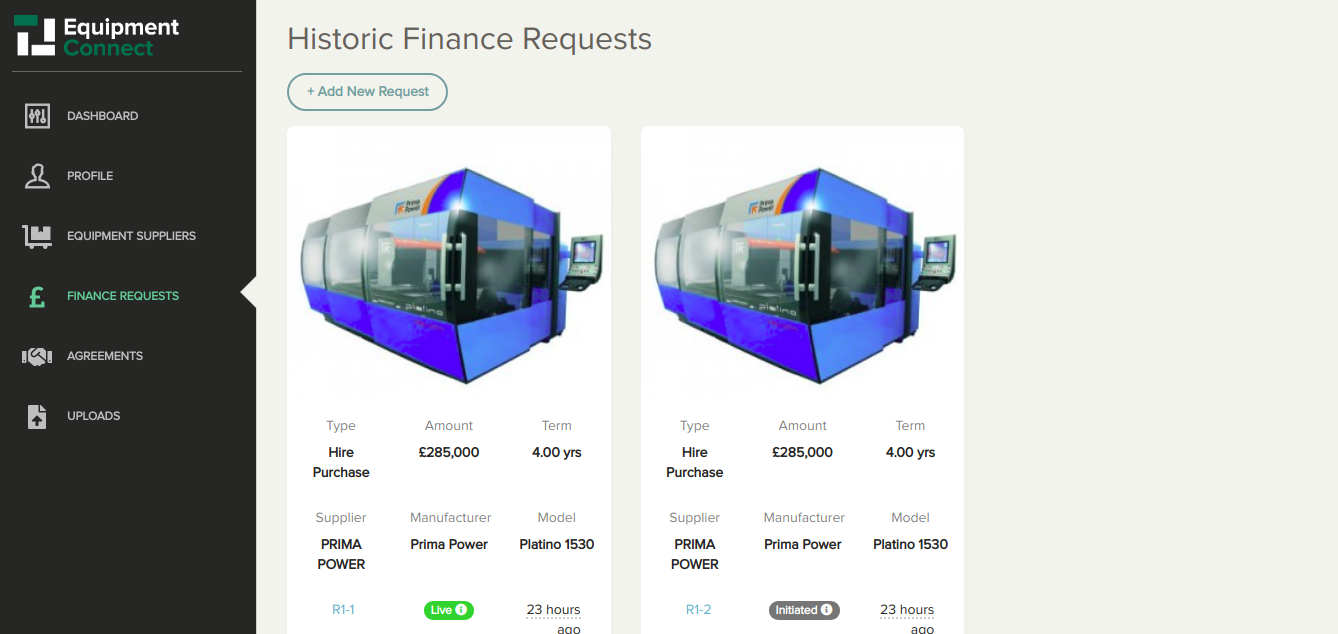 Equipment
Connect
DASHBOARD
PROFILE
EQUIPMENT SUPPLIERS
FINANCE REQUESTS
AGREEMENTS
UPLOADS
Historic Finance Requests
+ Add New Request
Prima
Power
platino
Type Amount Term
Hire £285,000 4.00 yrs
Purchase
Supplier Manufacturer Model
PRIMA Prima Power Platino 1530
POWER
R1-1 Live 23 hours
ago
Prima
Power
platino
Type Amount Term
Hire £285,000 4.00 yrs
Purchase
Supplier Manufacturer Model
PRIMA Prima Power Platino 1530
POWER
R1-2 Initiated 23 hours
ago